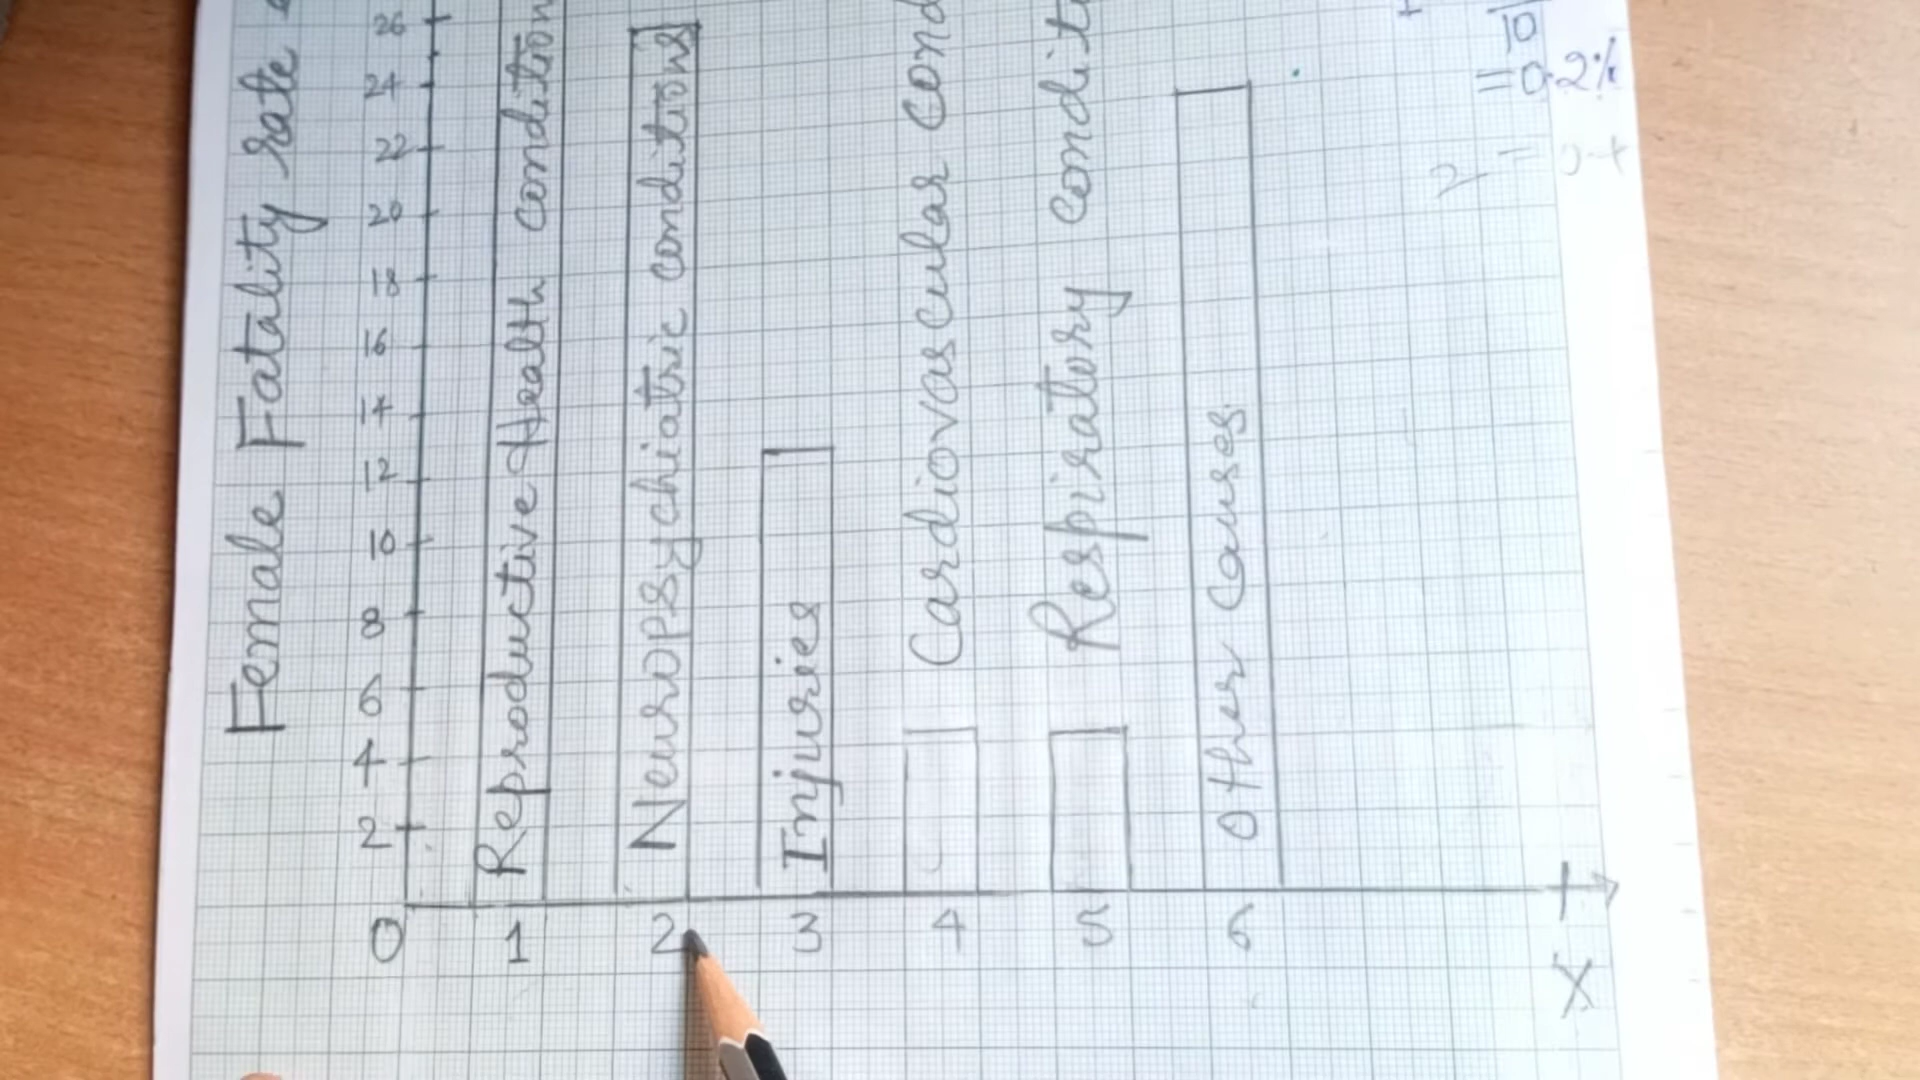 Female Fatality rate
26
24
22
20
18
16
14
12
10
8
6
4
2
0
Reproductive Health condition
Neuropsychiatric conditions
Injuries
Cardiovascular cond
Respiratory condit
Other Causes.
1 2 3 4 5 6
X
10
=0.2%